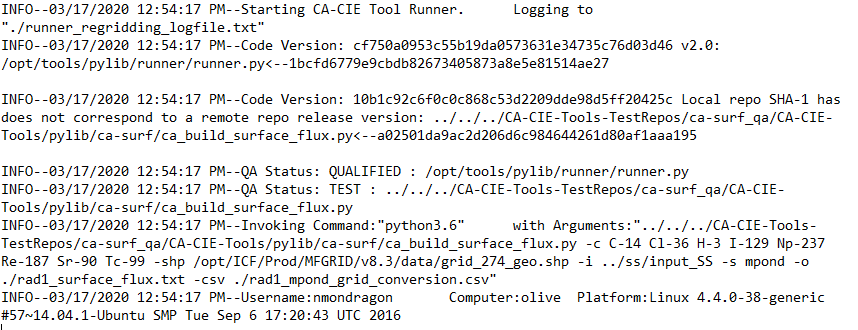 INFO--03/17/2020 12:54:17 PM--Starting CA-CIE Tool Runner.      Logging to
"./runner_regridding_logfile.txt"
INFO--03/17/2020 12:54:17 PM--Code Version: cf750a0953c55b19da0573631e34735c76d03d46 v2.0:
/opt/tools/pylib/runner/runner.py<--1bcfd6779e9cbdb82673405873a8e5e81514ae27
INFO--03/17/2020 12:54:17 PM--Code Version: 10b1c92c6f0c0c868c53d2209dde98d5ff20425c Local repo SHA-1 has
does not correspond to a remote repo release version: ../../../CA-CIE-Tools-TestRepos/ca-surf_qa/CA-CIE-
Tools/pylib/ca-surf/ca_build_surface_flux.py<--a02501da9ac2d206d6c984644261d80af1aaa195
INFO--03/17/2020 12:54:17 PM--QA Status: QUALIFIED : /opt/tools/pylib/runner/runner.py
INFO--03/17/2020 12:54:17 PM--QA Status: TEST : ../../../CA-CIE-Tools-TestRepos/ca-surf_qa/CA-CIE-
Tools/pylib/ca-surf/ca_build_surface_flux.py
INFO--03/17/2020 12:54:17 PM--Invoking Command:"python3.6"      with Arguments:"../../../CA-CIE-Tools-
TestRepos/ca-surf_qa/CA-CIE-Tools/pylib/ca-surf/ca_build_surface_flux.py -c C-14 Cl-36 H-3 I-129 Np-237
Re-187 Sr-90 Tc-99 -shp /opt/ICF/Prod/MFGRID/v8.3/data/grid_274_geo.shp -i ../ss/input_SS -s mpond -o
./rad1_surface_flux.txt -csv ./rad1_mpond_grid_conversion.csv"
INFO--03/17/2020 12:54:17 PM--Username:nmondragon       Computer:olive  Platform:Linux 4.4.0-38-generic
#57~14.04.1-Ubuntu SMP Tue Sep 6 17:20:43 UTC 2016